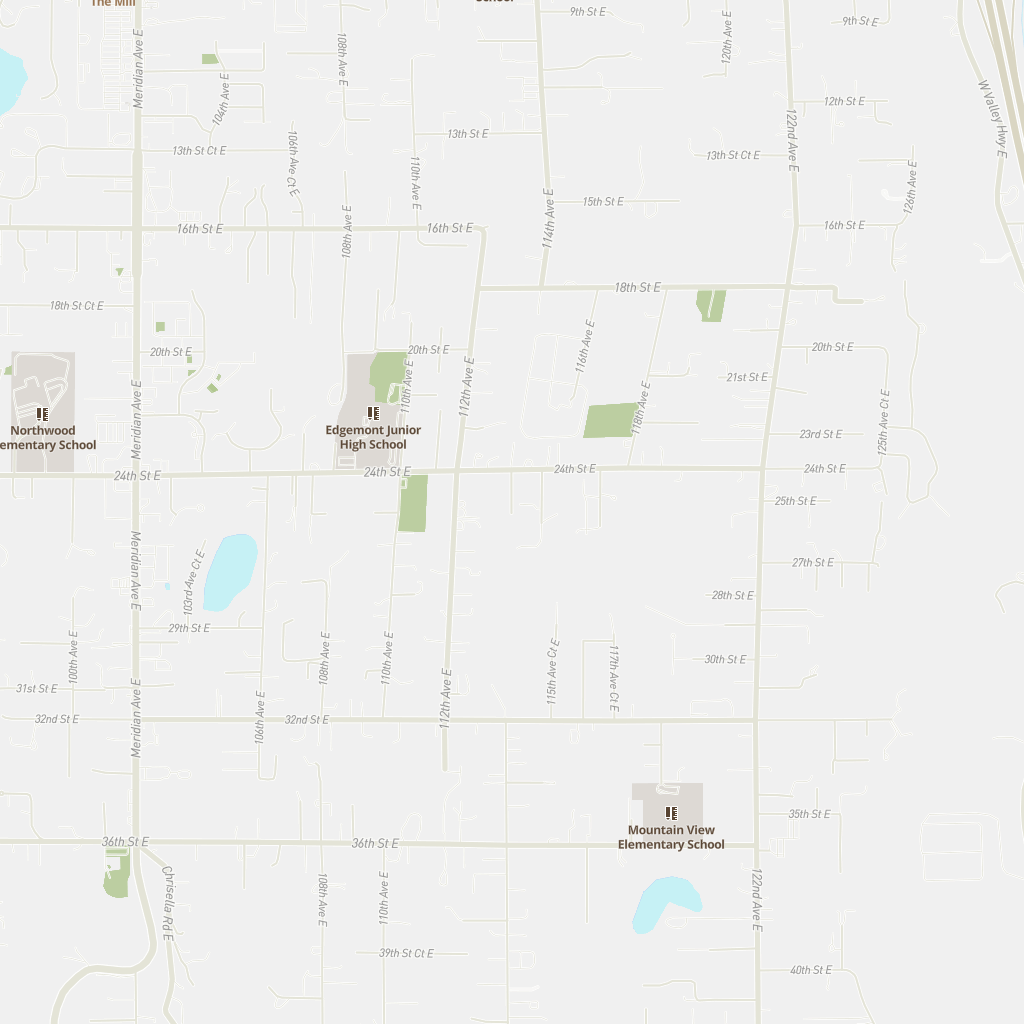 The Mill
9th St E
9th St E
120th Ave E
Meridian Ave E
108th Ave E
104th Ave E
W Valley Hwy E
12th St E
122nd Ave E
13th St E
13th St Ct E
106th Ave Ct E
110th Ave E
13th St Ct E
126th Ave E
15th St E
114th Ave E
108th Ave E
16th St E
16th St E
16th St E
18th St E
18th St Ct E
20th St E
20th St E
116th Ave E
20th St E
21st St E
Meridian Ave E
110th Ave E
112th Ave E
118th Ave E
125th Ave Ct E
Northwood
ementary School
Edgemont Junior
High School
23rd St E
24th St E
24th St E
24th St E
24th St E
25th St E
Meridian Ave E
103rd Ave Ct E
27th St E
28th St E
29th St E
100th Ave E
108th Ave E
110th Ave E
115th Ave Ct E
117th Ave Ct E
30th St E
31st St E
32nd St E
Meridian Ave E
106th Ave E
32nd St E
112th Ave E
35th St E
Mountain View
Elementary School
36th St E
36th St E
Chrisella Rd E
108th Ave E
110th Ave E
122nd Ave E
39th St Ct E
40th St E